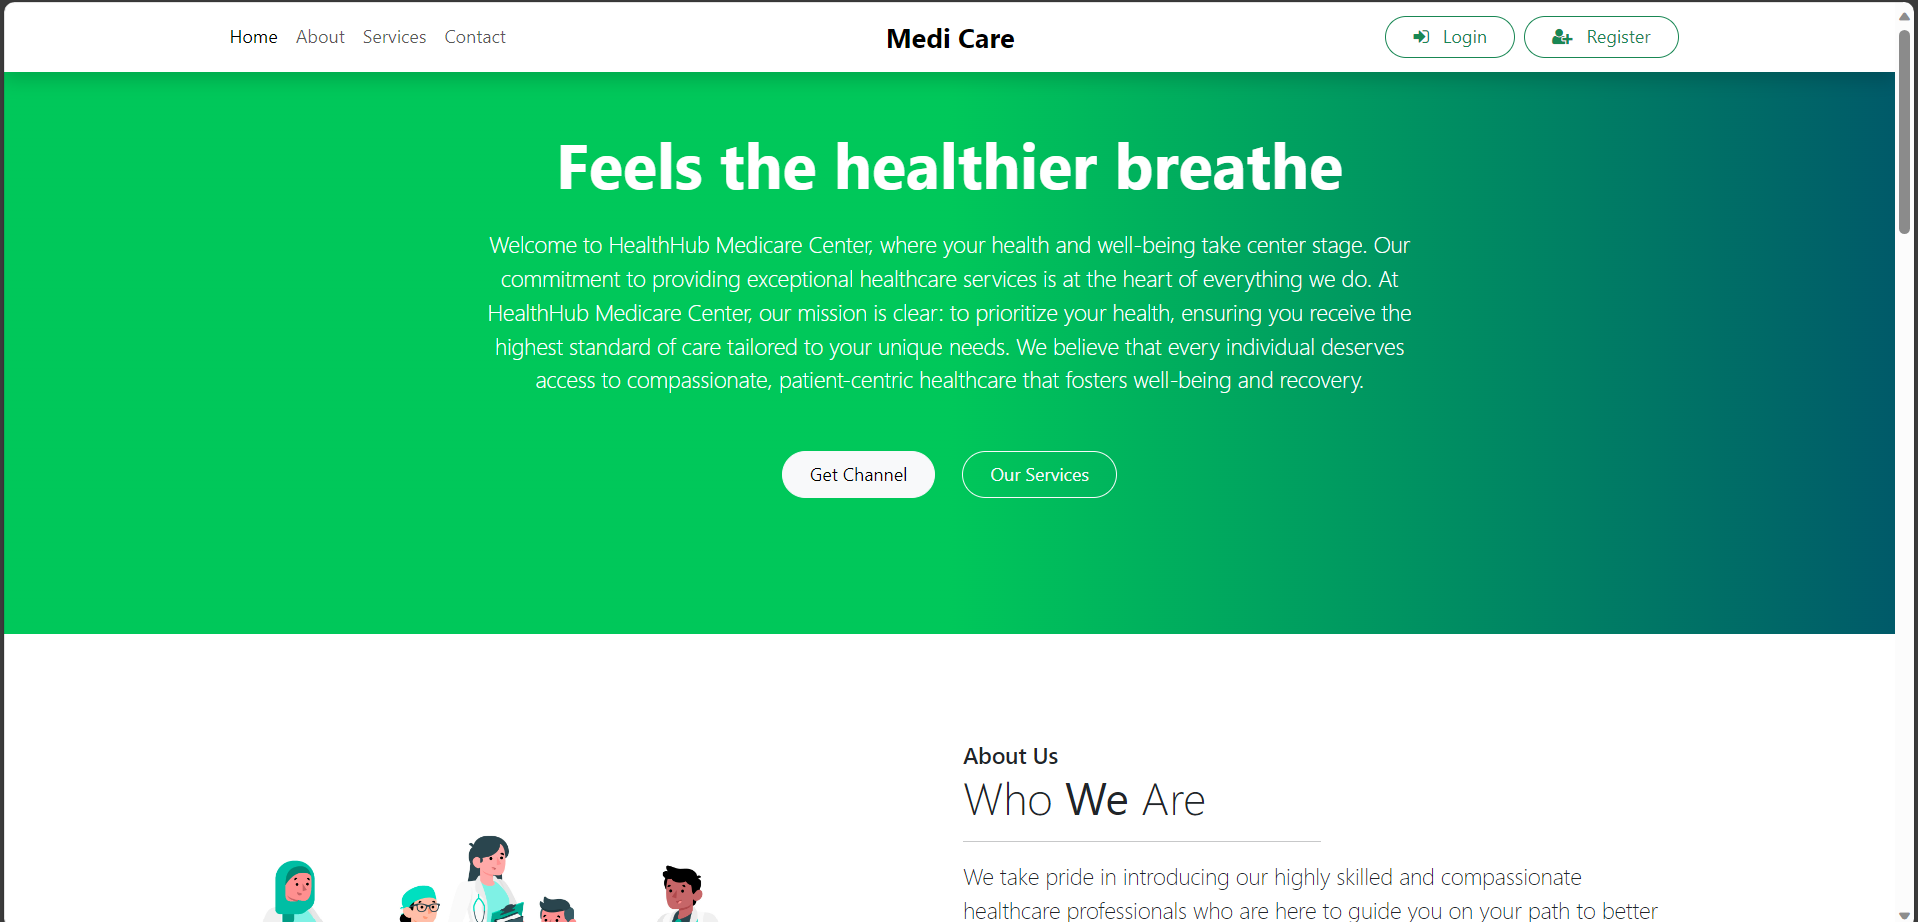 Home About Services Contact
Medi Care
Login Register
Feels the healthier breathe
Welcome to HealthHub Medicare Center, where your health and well-being take center stage. Our
commitment to providing exceptional healthcare services is at the heart of everything we do. At
HealthHub Medicare Center, our mission is clear: to prioritize your health, ensuring you receive the
highest standard of care tailored to your unique needs. We believe that every individual deserves
access to compassionate, patient-centric healthcare that fosters well-being and recovery.
Get Channel Our Services
About Us
Who We Are
We take pride in introducing our highly skilled and compassionate
healthcare professionals who are here to guide you on your path to better